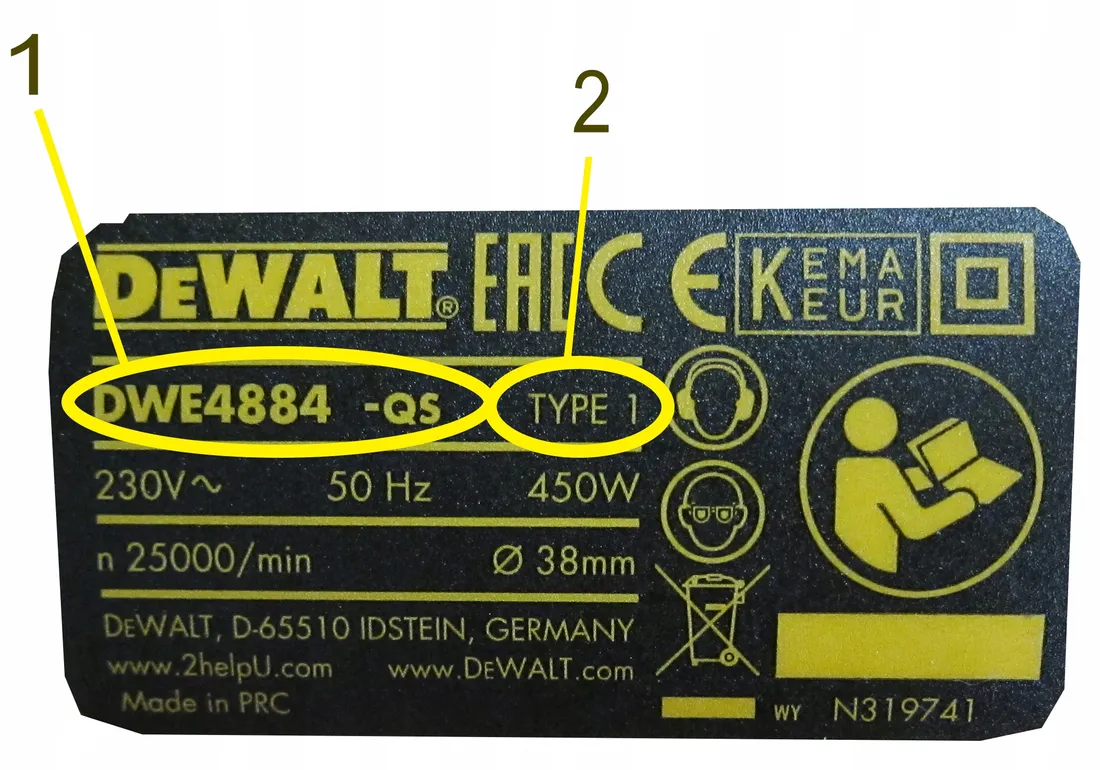 1
2
DEWALT® EAC CE KEMA KEUR
DWE4884 -QS TYPE 1
230V~ 50 Hz 450W
n 25000/min Ø 38mm
DEWALT, D-65510 IDSTEIN, GERMANY
www.2helpU.com www.DEWALT.com
Made in PRC
WY N319741